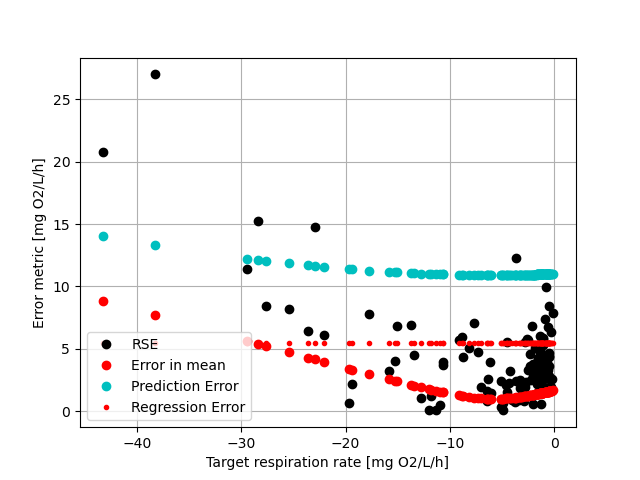 25
20
15
10
5
0
Error metric [mg O2/L/h]
RSE
Error in mean
Prediction Error
Regression Error
−40
−30
−20
−10
0
Target respiration rate [mg O2/L/h]